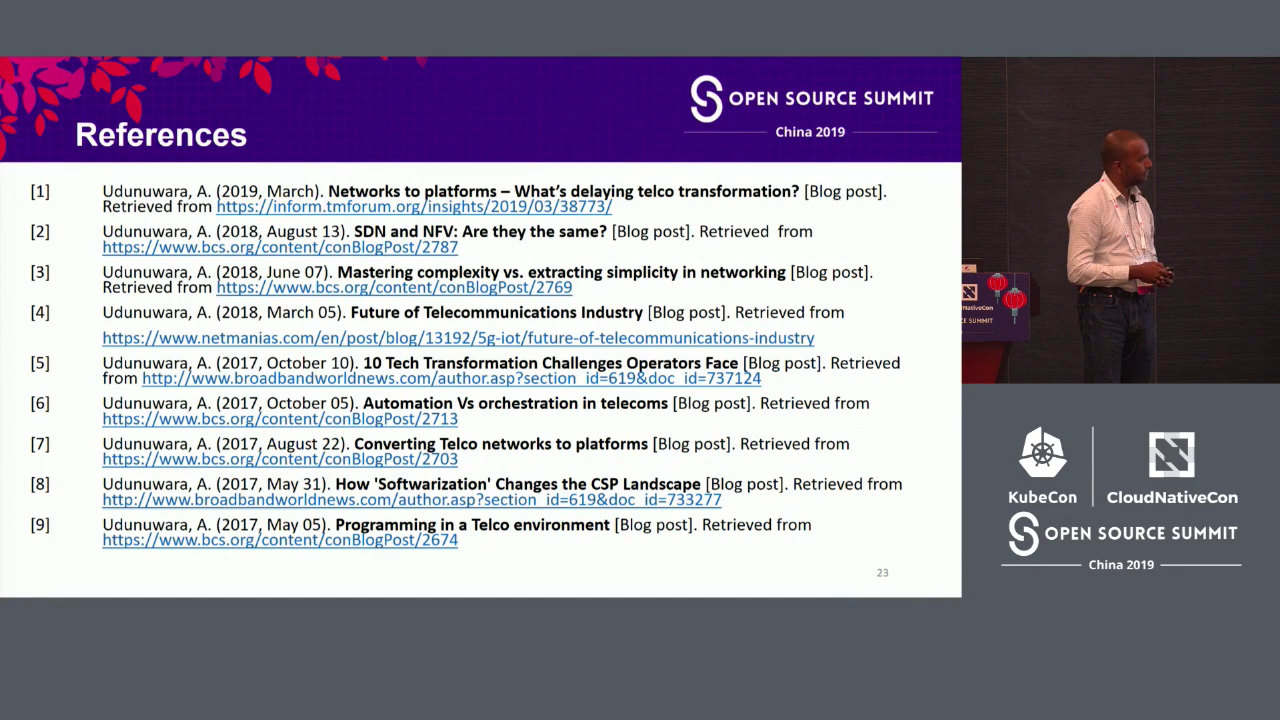 References
OPEN SOURCE SUMMIT
China 2019
[1] Udunuwara, A. (2019, March). Networks to platforms – What's delaying telco transformation? [Blog post].
Retrieved from https://inform.tmforum.org/insights/2019/03/38773/
[2] Udunuwara, A. (2018, August 13). SDN and NFV: Are they the same? [Blog post]. Retrieved from
https://www.bcs.org/content/conBlogPost/2787
[3] Udunuwara, A. (2018, June 07). Mastering complexity vs. extracting simplicity in networking [Blog post].
Retrieved from https://www.bcs.org/content/conBlogPost/2769
[4] Udunuwara, A. (2018, March 05). Future of Telecommunications Industry [Blog post]. Retrieved from
https://www.netmanias.com/en/post/blog/13192/5g-iot/future-of-telecommunications-industry
[5] Udunuwara, A. (2017, October 10). 10 Tech Transformation Challenges Operators Face [Blog post]. Retrieved
from http://www.broadbandworldnews.com/author.asp?section_id=619&doc_id=737124
[6] Udunuwara, A. (2017, October 05). Automation Vs orchestration in telecoms [Blog post]. Retrieved from
https://www.bcs.org/content/conBlogPost/2713
[7] Udunuwara, A. (2017, August 22). Converting Telco networks to platforms [Blog post]. Retrieved from
https://www.bcs.org/content/conBlogPost/2703
[8] Udunuwara, A. (2017, May 31). How 'Softwarization' Changes the CSP Landscape [Blog post]. Retrieved from
http://www.broadbandworldnews.com/author.asp?section_id=619&doc_id=733277
[9] Udunuwara, A. (2017, May 05). Programming in a Telco environment [Blog post]. Retrieved from
https://www.bcs.org/content/conBlogPost/2674
23
KubeCon
CloudNativeCon
OPEN SOURCE SUMMIT
China 2019